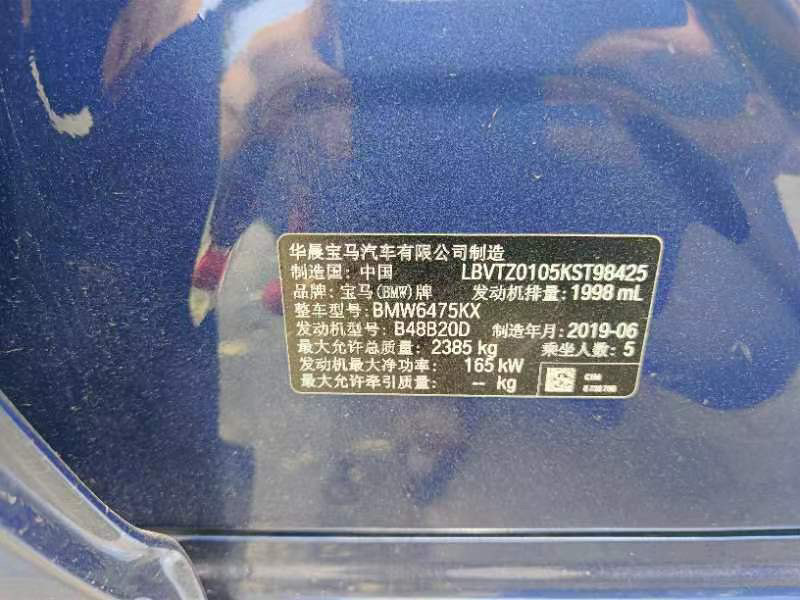 华晨宝马汽车有限公司制造
制造国：中国 LBVTZ0105KST98425
品牌：宝马(BMW)牌 发动机排量：1998 mL
整车型号：BMW6475KX
发动机型号：B48B20D 制造年月：2019-06
最大允许总质量：2385 kg 乘坐人数：5
发动机最大净功率：165 kW
最大允许牵引质量：-- kg